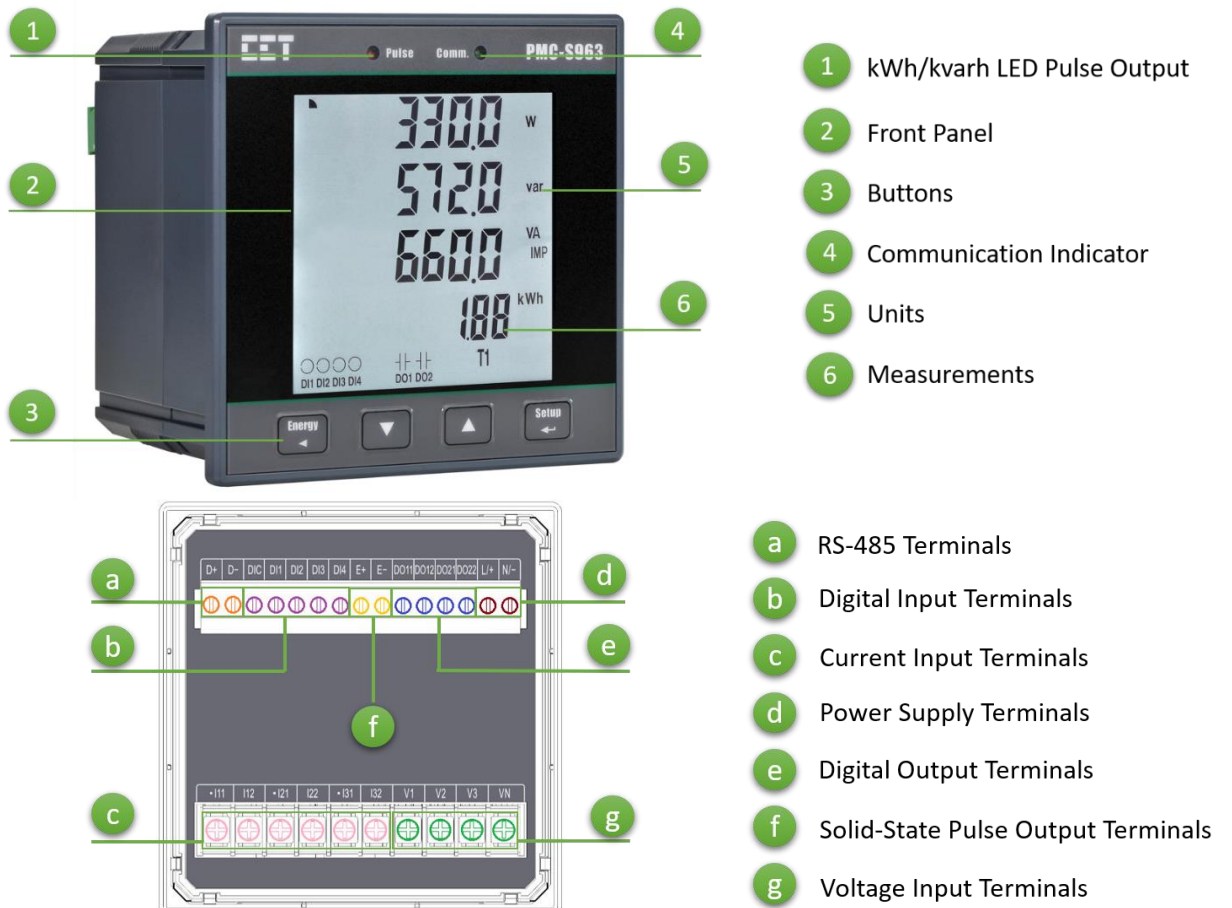 1
CET
Pulse
Comm.
PMC-S963
4
330.0 W
572.0 var
660.0 VA
IMP
1.88 kWh
T1
DI1 DI2 DI3 DI4
DO1 DO2
2
5
6
3
Energy
Setup
1 kWh/kvarh LED Pulse Output
2 Front Panel
3 Buttons
4 Communication Indicator
5 Units
6 Measurements
D+ D- DIC DI1 DI2 DI3 DI4 E+ E- DO11 DO12 DO21 DO22 L/+ N/-
a
d
b
e
f
•I11 I12 •I21 I22 •I31 I32 V1 V2 V3 VN
c
g
a RS-485 Terminals
b Digital Input Terminals
c Current Input Terminals
d Power Supply Terminals
e Digital Output Terminals
f Solid-State Pulse Output Terminals
g Voltage Input Terminals